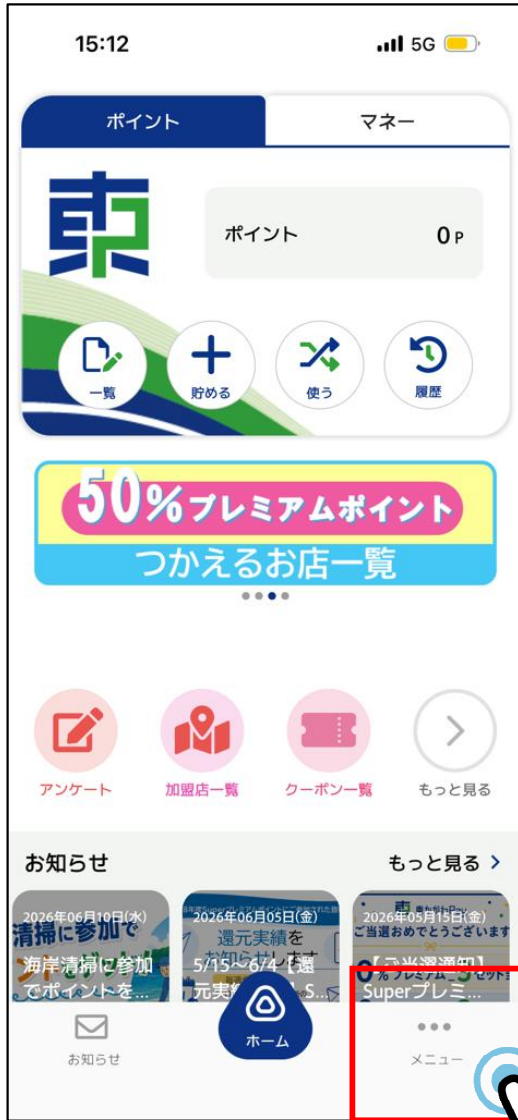 15:12
5G
ポイント
マネー
ポイント
0 P
一覧
貯める
使う
履歴
50%プレミアムポイント
つかえるお店一覧
アンケート
加盟店一覧
クーポン一覧
もっと見る
お知らせ
もっと見る
2026年06月10日(水)
清掃に参加で
海岸清掃に参加
でポイントを...
2026年06月05日(金)
還元実績を
お知らせします
5/15~6/4【還
2026年05月15日(金)
ご当選おめでとうございます
【ご当選通知】
Superプレミ...
お知らせ
ホーム
メニュー